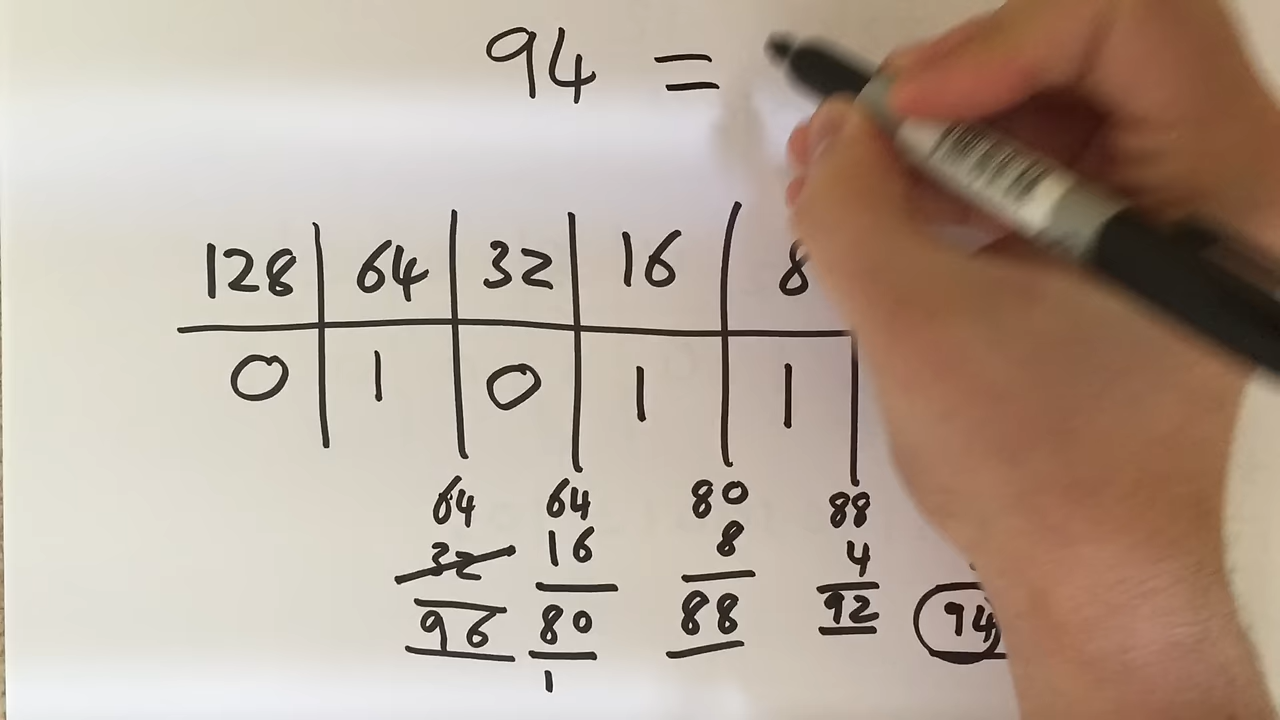 94 =
128 64 32 16 8
0 1 0 1 1
64 64 80 88
32 16 8 4
96 80 88 92 94
1